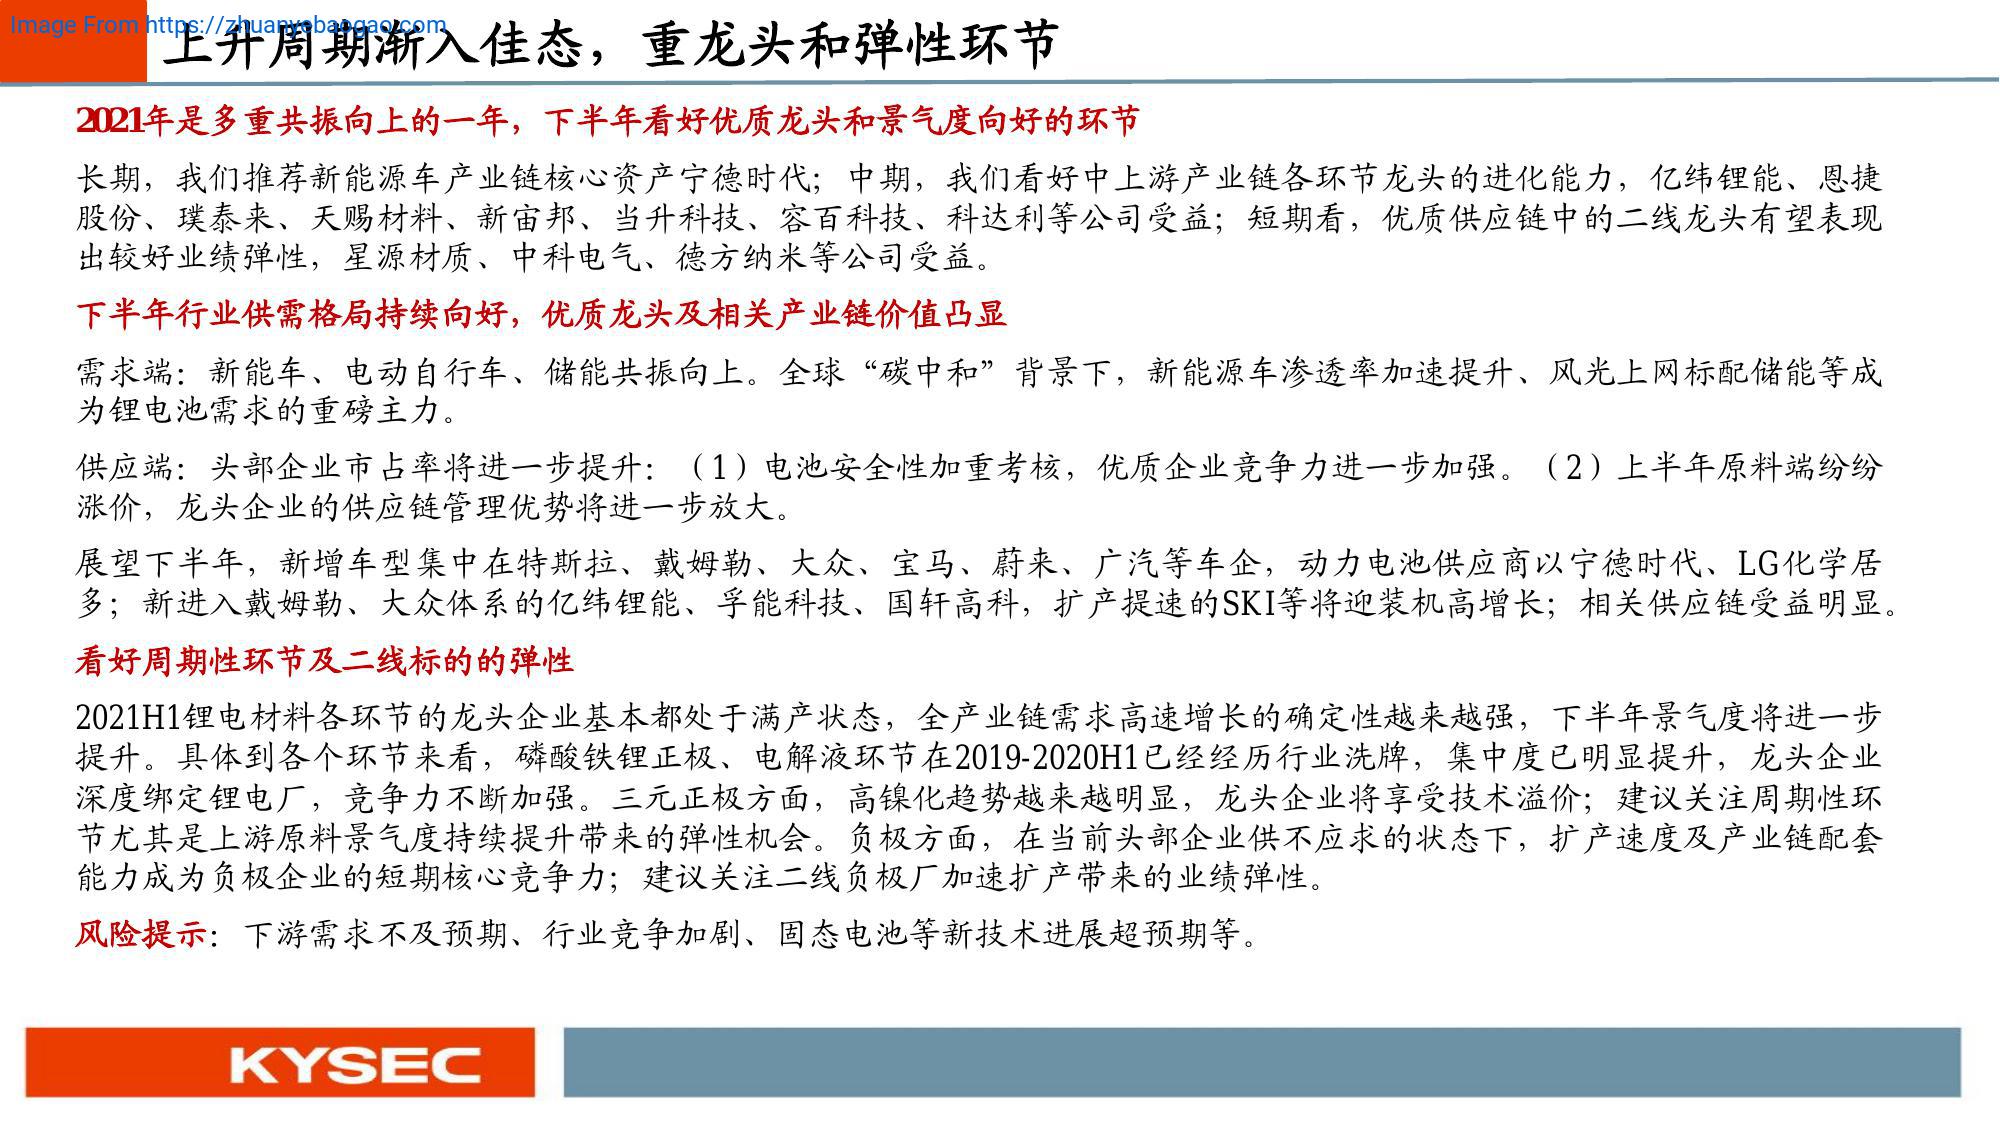 Image From https://zhuanyebaogao.com
上升周期渐入佳态，重龙头和弹性环节
2021年是多重共振向上的一年，下半年看好优质龙头和景气度向好的环节
长期，我们推荐新能源车产业链核心资产宁德时代；中期，我们看好中上游产业链各环节龙头的进化能力，亿纬锂能、恩捷
股份、璞泰来、天赐材料、新宙邦、当升科技、容百科技、科达利等公司受益；短期看，优质供应链中的二线龙头有望表现
出较好业绩弹性，星源材质、中科电气、德方纳米等公司受益。
下半年行业供需格局持续向好，优质龙头及相关产业链价值凸显
需求端：新能车、电动自行车、储能共振向上。全球“碳中和”背景下，新能源车渗透率加速提升、风光上网标配储能等成
为锂电池需求的重磅主力。
供应端：头部企业市占率将进一步提升：（1）电池安全性加重考核，优质企业竞争力进一步加强。（2）上半年原料端纷纷
涨价，龙头企业的供应链管理优势将进一步放大。
展望下半年，新增车型集中在特斯拉、戴姆勒、大众、宝马、蔚来、广汽等车企，动力电池供应商以宁德时代、LG化学居
多；新进入戴姆勒、大众体系的亿纬锂能、孚能科技、国轩高科，扩产提速的SKI等将迎装机高增长；相关供应链受益明显。
看好周期性环节及二线标的的弹性
2021H1锂电材料各环节的龙头企业基本都处于满产状态，全产业链需求高速增长的确定性越来越强，下半年景气度将进一步
提升。具体到各个环节来看，磷酸铁锂正极、电解液环节在2019-2020H1已经经历行业洗牌，集中度已明显提升，龙头企业
深度绑定锂电厂，竞争力不断加强。三元正极方面，高镍化趋势越来越明显，龙头企业将享受技术溢价；建议关注周期性环
节尤其是上游原料景气度持续提升带来的弹性机会。负极方面，在当前头部企业供不应求的状态下，扩产速度及产业链配套
能力成为负极企业的短期核心竞争力；建议关注二线负极厂加速扩产带来的业绩弹性。
风险提示：下游需求不及预期、行业竞争加剧、固态电池等新技术进展超预期等。
KYSEC